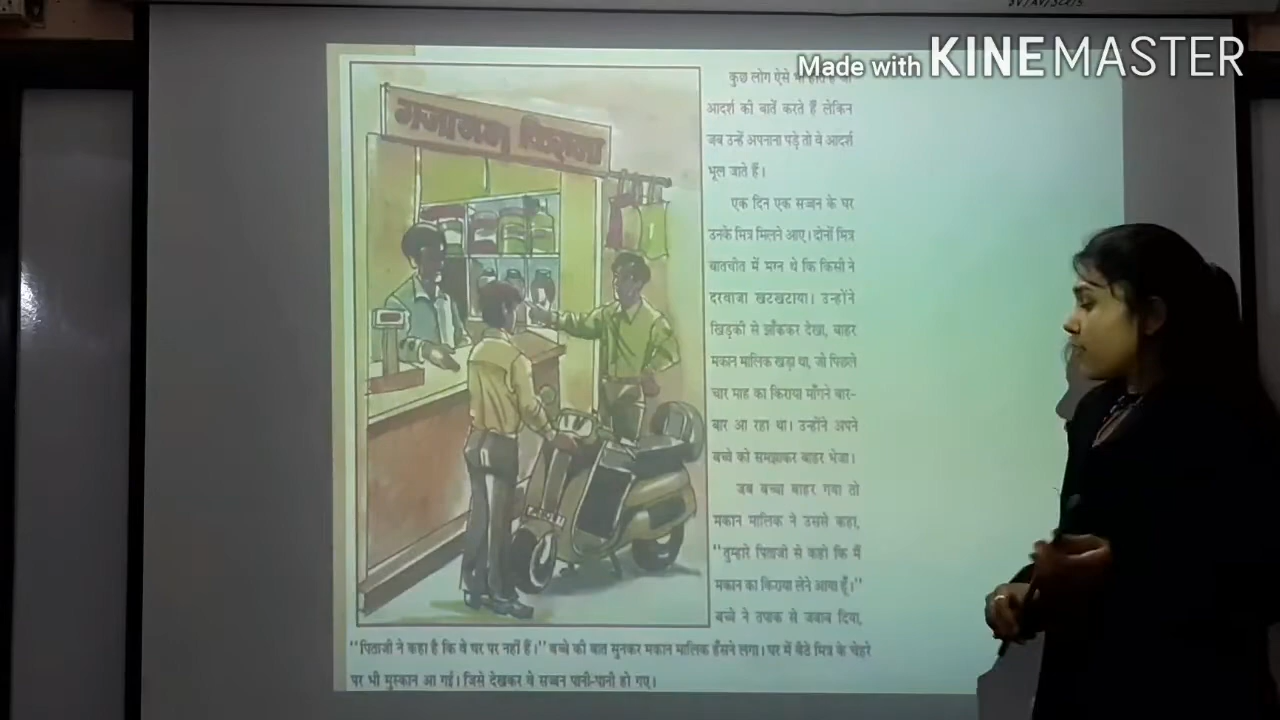 Made with KINEMASTER
गजानन किराना
कुछ लोग ऐसे भी होते हैं जो
आदर्श की बातें करते हैं लेकिन
जब उन्हें अपनाना पड़े तो वे आदर्श
भूल जाते हैं।
एक दिन एक सज्जन के घर
उनके मित्र मिलने आए। दोनों मित्र
बातचीत में मग्न थे कि किसी ने
दरवाजा खटखटाया। उन्होंने
खिड़की से झाँककर देखा, बाहर
मकान मालिक खड़ा था, जो पिछले
चार माह का किराया माँगने बार-
बार आ रहा था। उन्होंने अपने
बच्चे को समझाकर बाहर भेजा।
जब बच्चा बाहर गया तो
मकान मालिक ने उससे कहा,
"तुम्हारे पिताजी से कहो कि मैं
मकान का किराया लेने आया हूँ।"
बच्चे ने तपाक से जवाब दिया,
"पिताजी ने कहा है कि वे घर पर नहीं हैं।" बच्चे की बात सुनकर मकान मालिक हँसने लगा। घर में बैठे मित्र के चेहरे
पर भी मुस्कान आ गई। जिसे देखकर वे सज्जन पानी-पानी हो गए।